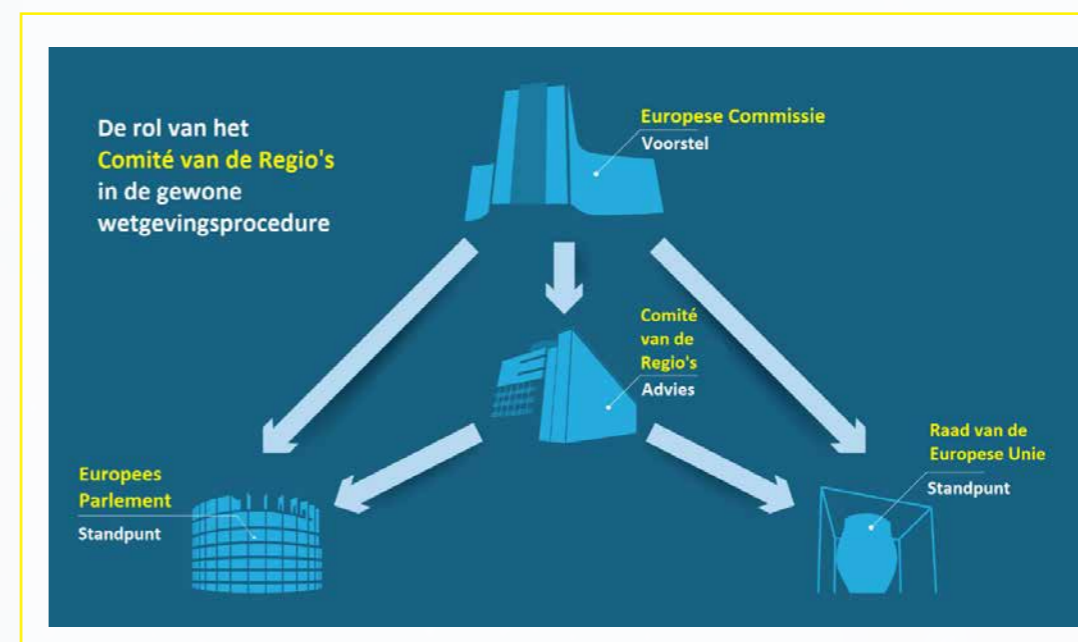 De rol van het
Comité van de Regio's
in de gewone
wetgevingsprocedure
Europese Commissie
Voorstel
Comité
van de
Regio's
Advies
Europees
Parlement
Standpunt
Raad van de
Europese Unie
Standpunt